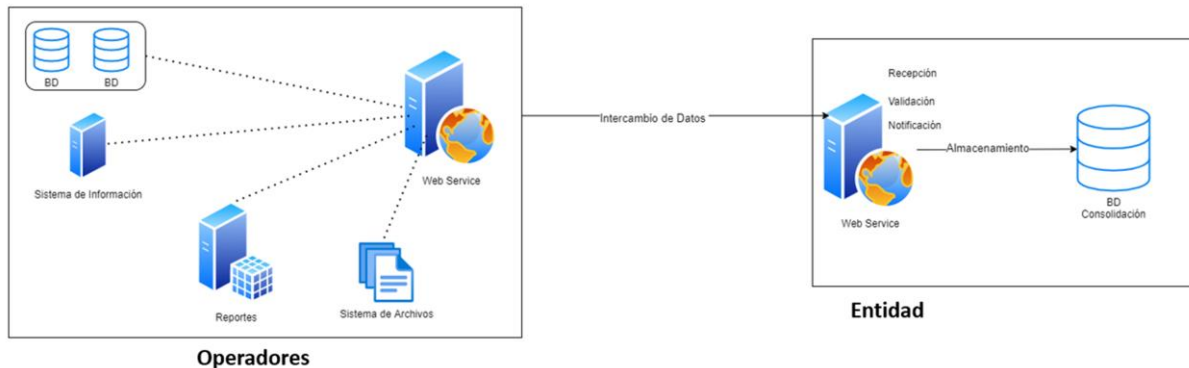 BD
BD
Sistema de Información
Reportes
Sistema de Archivos
Web Service
Operadores
Intercambio de Datos
Recepción
Validación
Notificación
Almacenamiento
Web Service
BD
Consolidación
Entidad